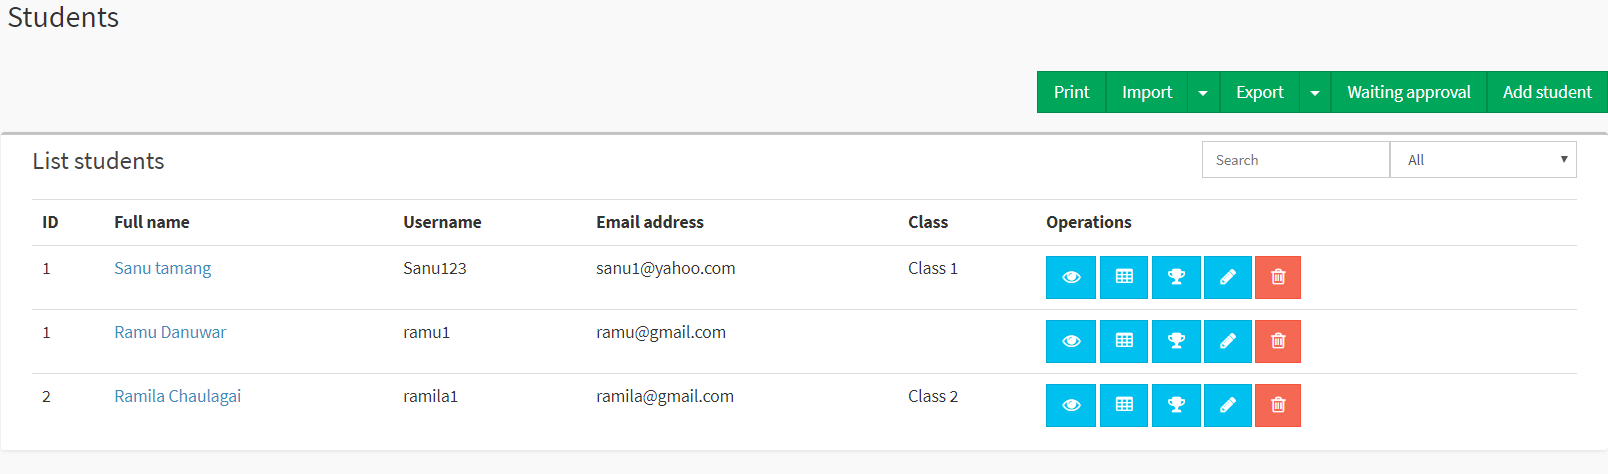 Students
Print Import Export Waiting approval Add student
List students Search All
ID Full name Username Email address Class Operations
1 Sanu tamang Sanu123 sanu1@yahoo.com Class 1
1 Ramu Danuwar ramu1 ramu@gmail.com
2 Ramila Chaulagai ramila1 ramila@gmail.com Class 2